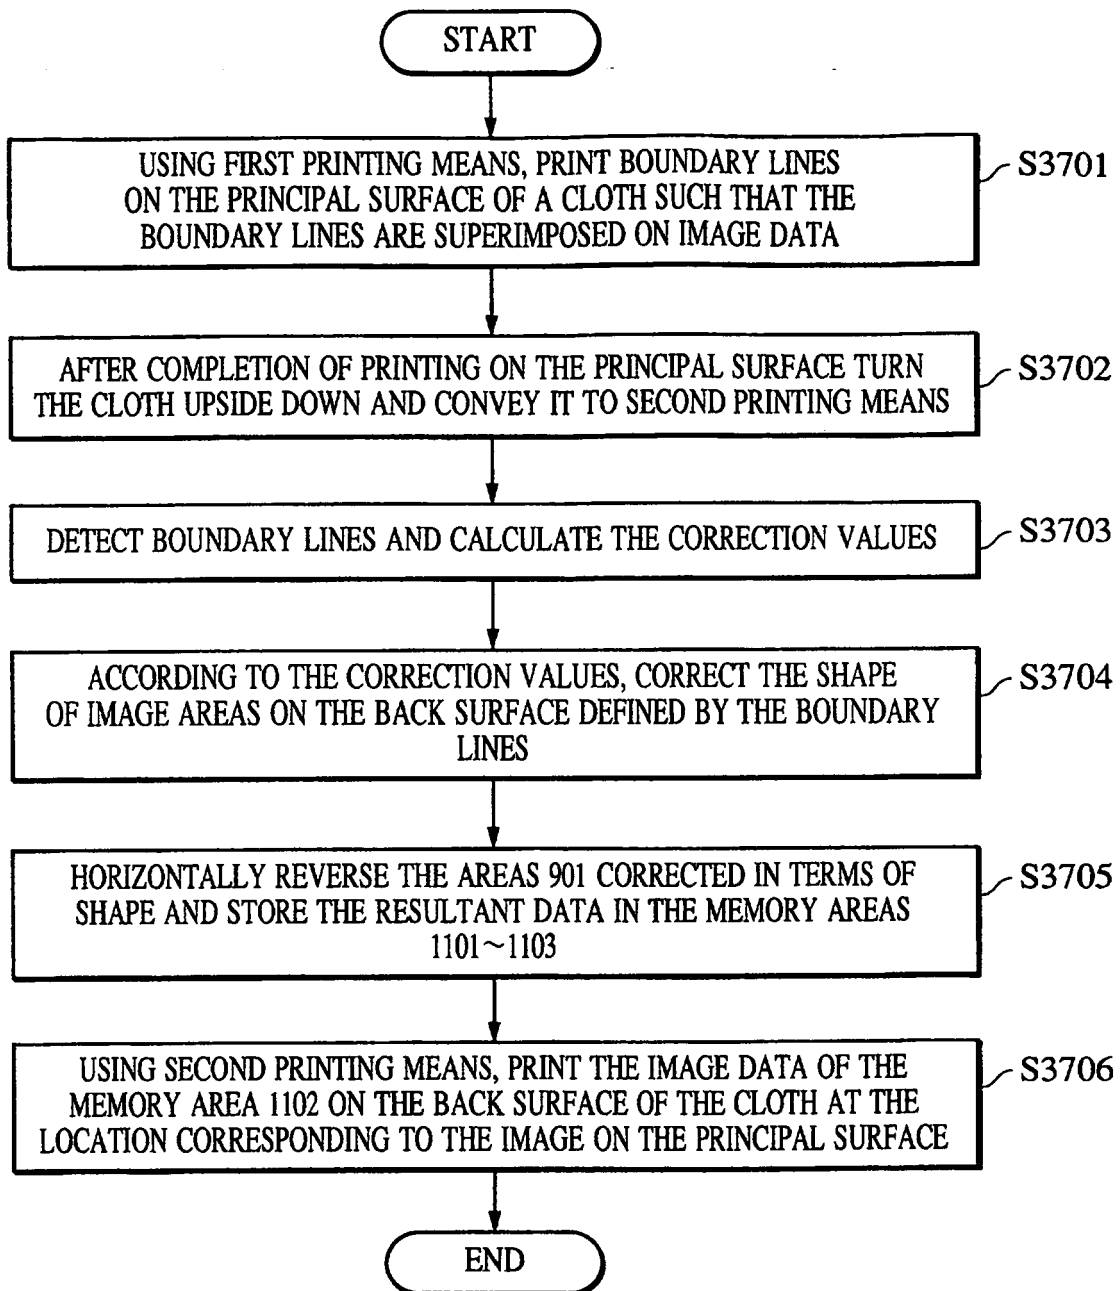 START
USING FIRST PRINTING MEANS, PRINT BOUNDARY LINES
ON THE PRINCIPAL SURFACE OF A CLOTH SUCH THAT THE
BOUNDARY LINES ARE SUPERIMPOSED ON IMAGE DATA
S3701
AFTER COMPLETION OF PRINTING ON THE PRINCIPAL SURFACE TURN
THE CLOTH UPSIDE DOWN AND CONVEY IT TO SECOND PRINTING MEANS
S3702
DETECT BOUNDARY LINES AND CALCULATE THE CORRECTION VALUES
S3703
ACCORDING TO THE CORRECTION VALUES, CORRECT THE SHAPE
OF IMAGE AREAS ON THE BACK SURFACE DEFINED BY THE BOUNDARY
LINES
S3704
HORIZONTALLY REVERSE THE AREAS 901 CORRECTED IN TERMS OF
SHAPE AND STORE THE RESULTANT DATA IN THE MEMORY AREAS
1101~1103
S3705
USING SECOND PRINTING MEANS, PRINT THE IMAGE DATA OF THE
MEMORY AREA 1102 ON THE BACK SURFACE OF THE CLOTH AT THE
LOCATION CORRESPONDING TO THE IMAGE ON THE PRINCIPAL SURFACE
S3706
END